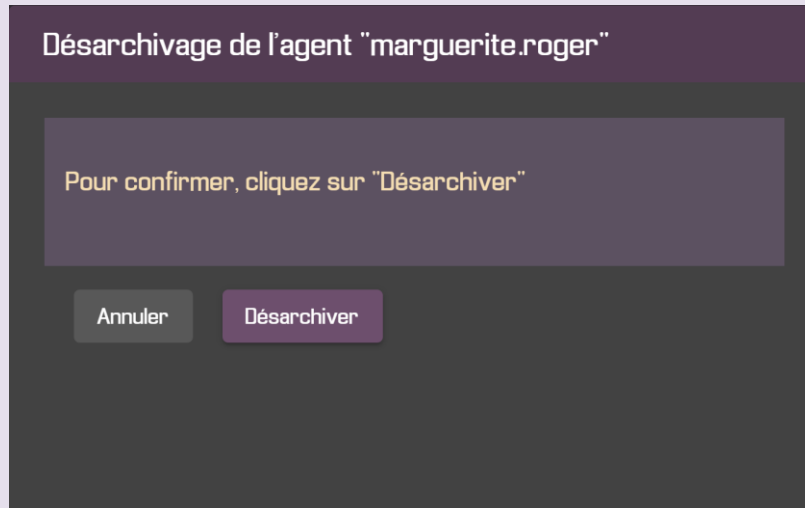 Désarchivage de l'agent "marguerite.roger"
Pour confirmer, cliquez sur "Désarchiver"
Annuler
Désarchiver